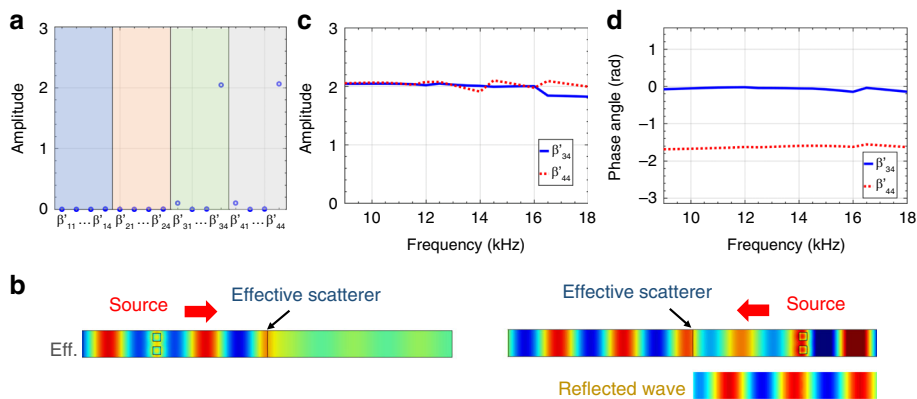 a
3
2
1
0
Amplitude
β'11 ... β'14 β'21 ... β'24 β'31 ... β'34 β'41 ... β'44
c
3
2
1
0
Amplitude
β'34
β'44
10 12 14 16 18
Frequency (kHz)
d
1
0
−1
−2
−3
Phase angle (rad)
β'34
β'44
10 12 14 16 18
Frequency (kHz)
b
Source
Effective scatterer
Eff.
Effective scatterer
Source
Reflected wave